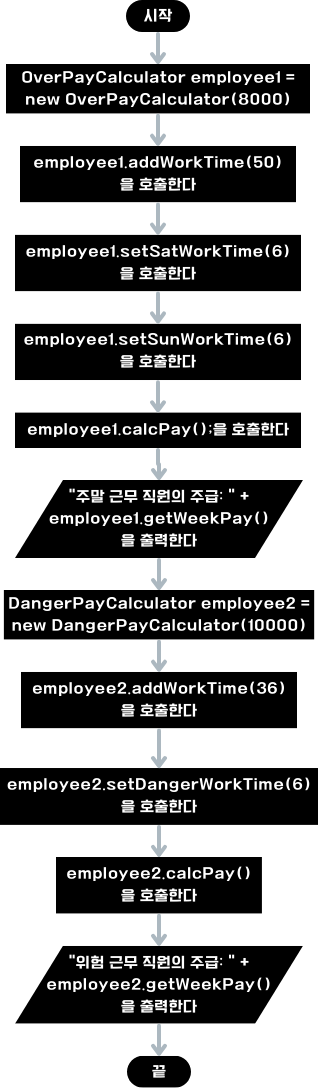 시작
OverPayCalculator employee1 =
new OverPayCalculator(8000)
employee1.addWorkTime(50)
을 호출한다
employee1.setSatWorkTime(6)
을 호출한다
employee1.setSunWorkTime(6)
을 호출한다
employee1.calcPay();을 호출한다
"주말 근무 직원의 주급: " +
employee1.getWeekPay()
을 출력한다
DangerPayCalculator employee2 =
new DangerPayCalculator(10000)
employee2.addWorkTime(36)
을 호출한다
employee2.setDangerWorkTime(6)
을 호출한다
employee2.calcPay()
을 호출한다
"위험 근무 직원의 주급: " +
employee2.getWeekPay()
을 출력한다
끝